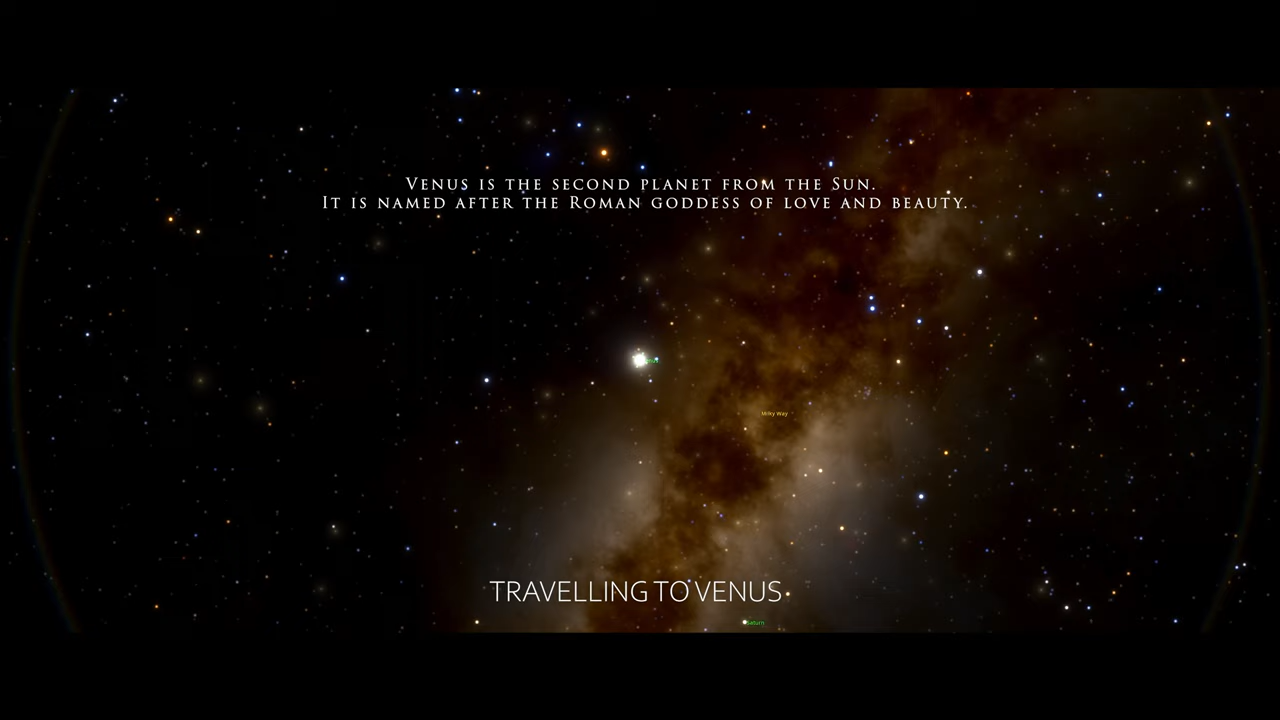 Venus is the second planet from the Sun.
It is named after the Roman goddess of love and beauty.
Milky Way
TRAVELLING TO VENUS
Saturn